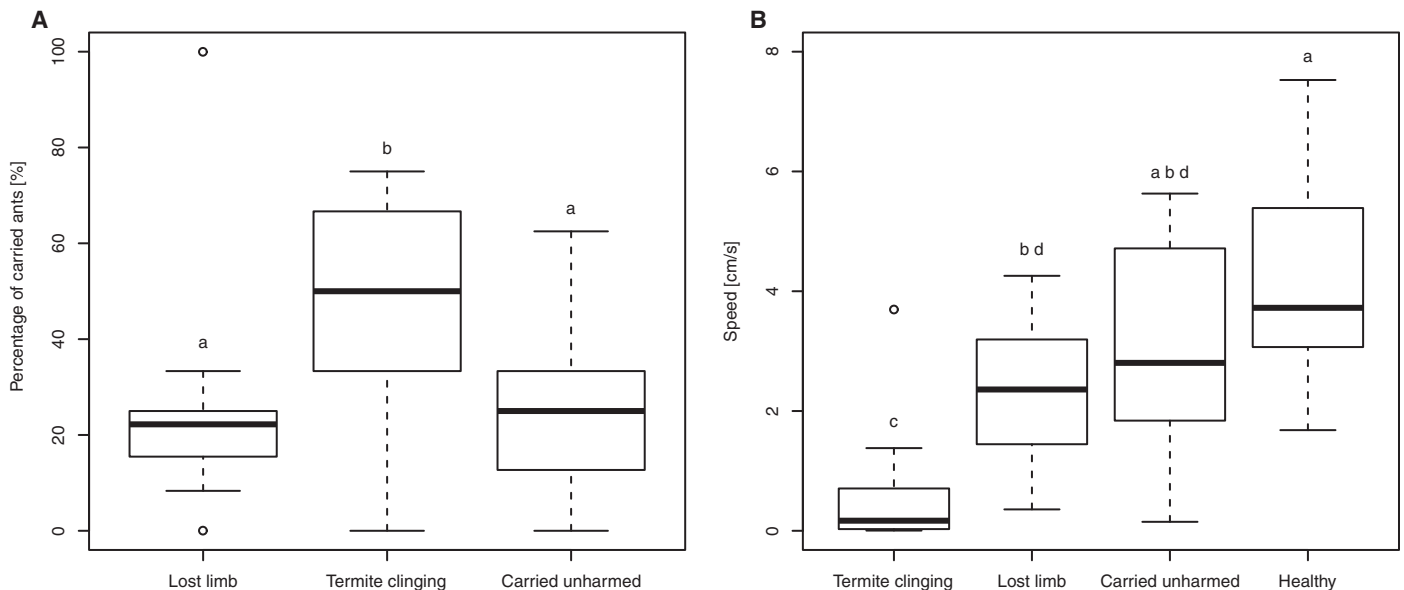 A
Percentage of carried ants [%]
100
80
60
40
20
0
a
b
a
Lost limb
Termite clinging
Carried unharmed
B
Speed [cm/s]
8
6
4
2
0
c
b d
a b d
a
Termite clinging
Lost limb
Carried unharmed
Healthy